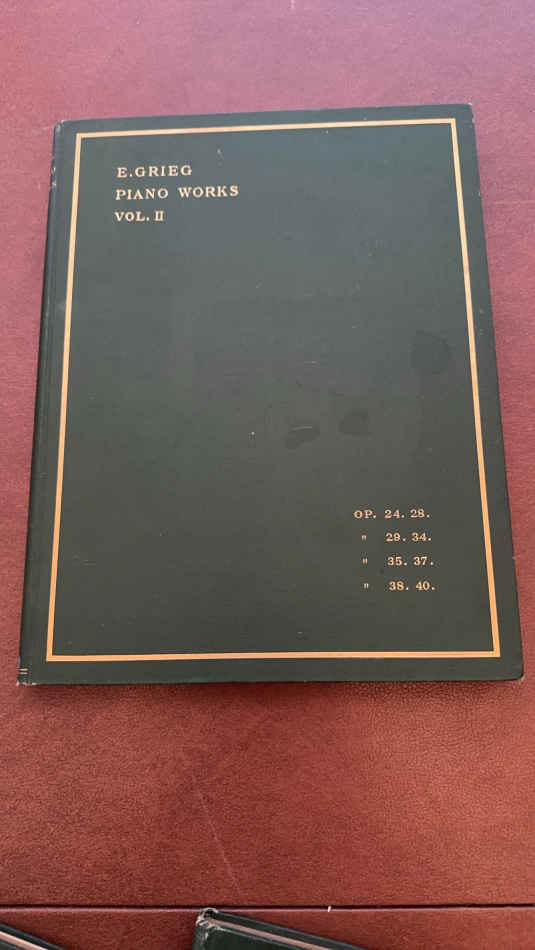 E. GRIEG
PIANO WORKS
VOL. II
OP. 24. 28.
" 29. 34.
" 35. 37.
" 38. 40.